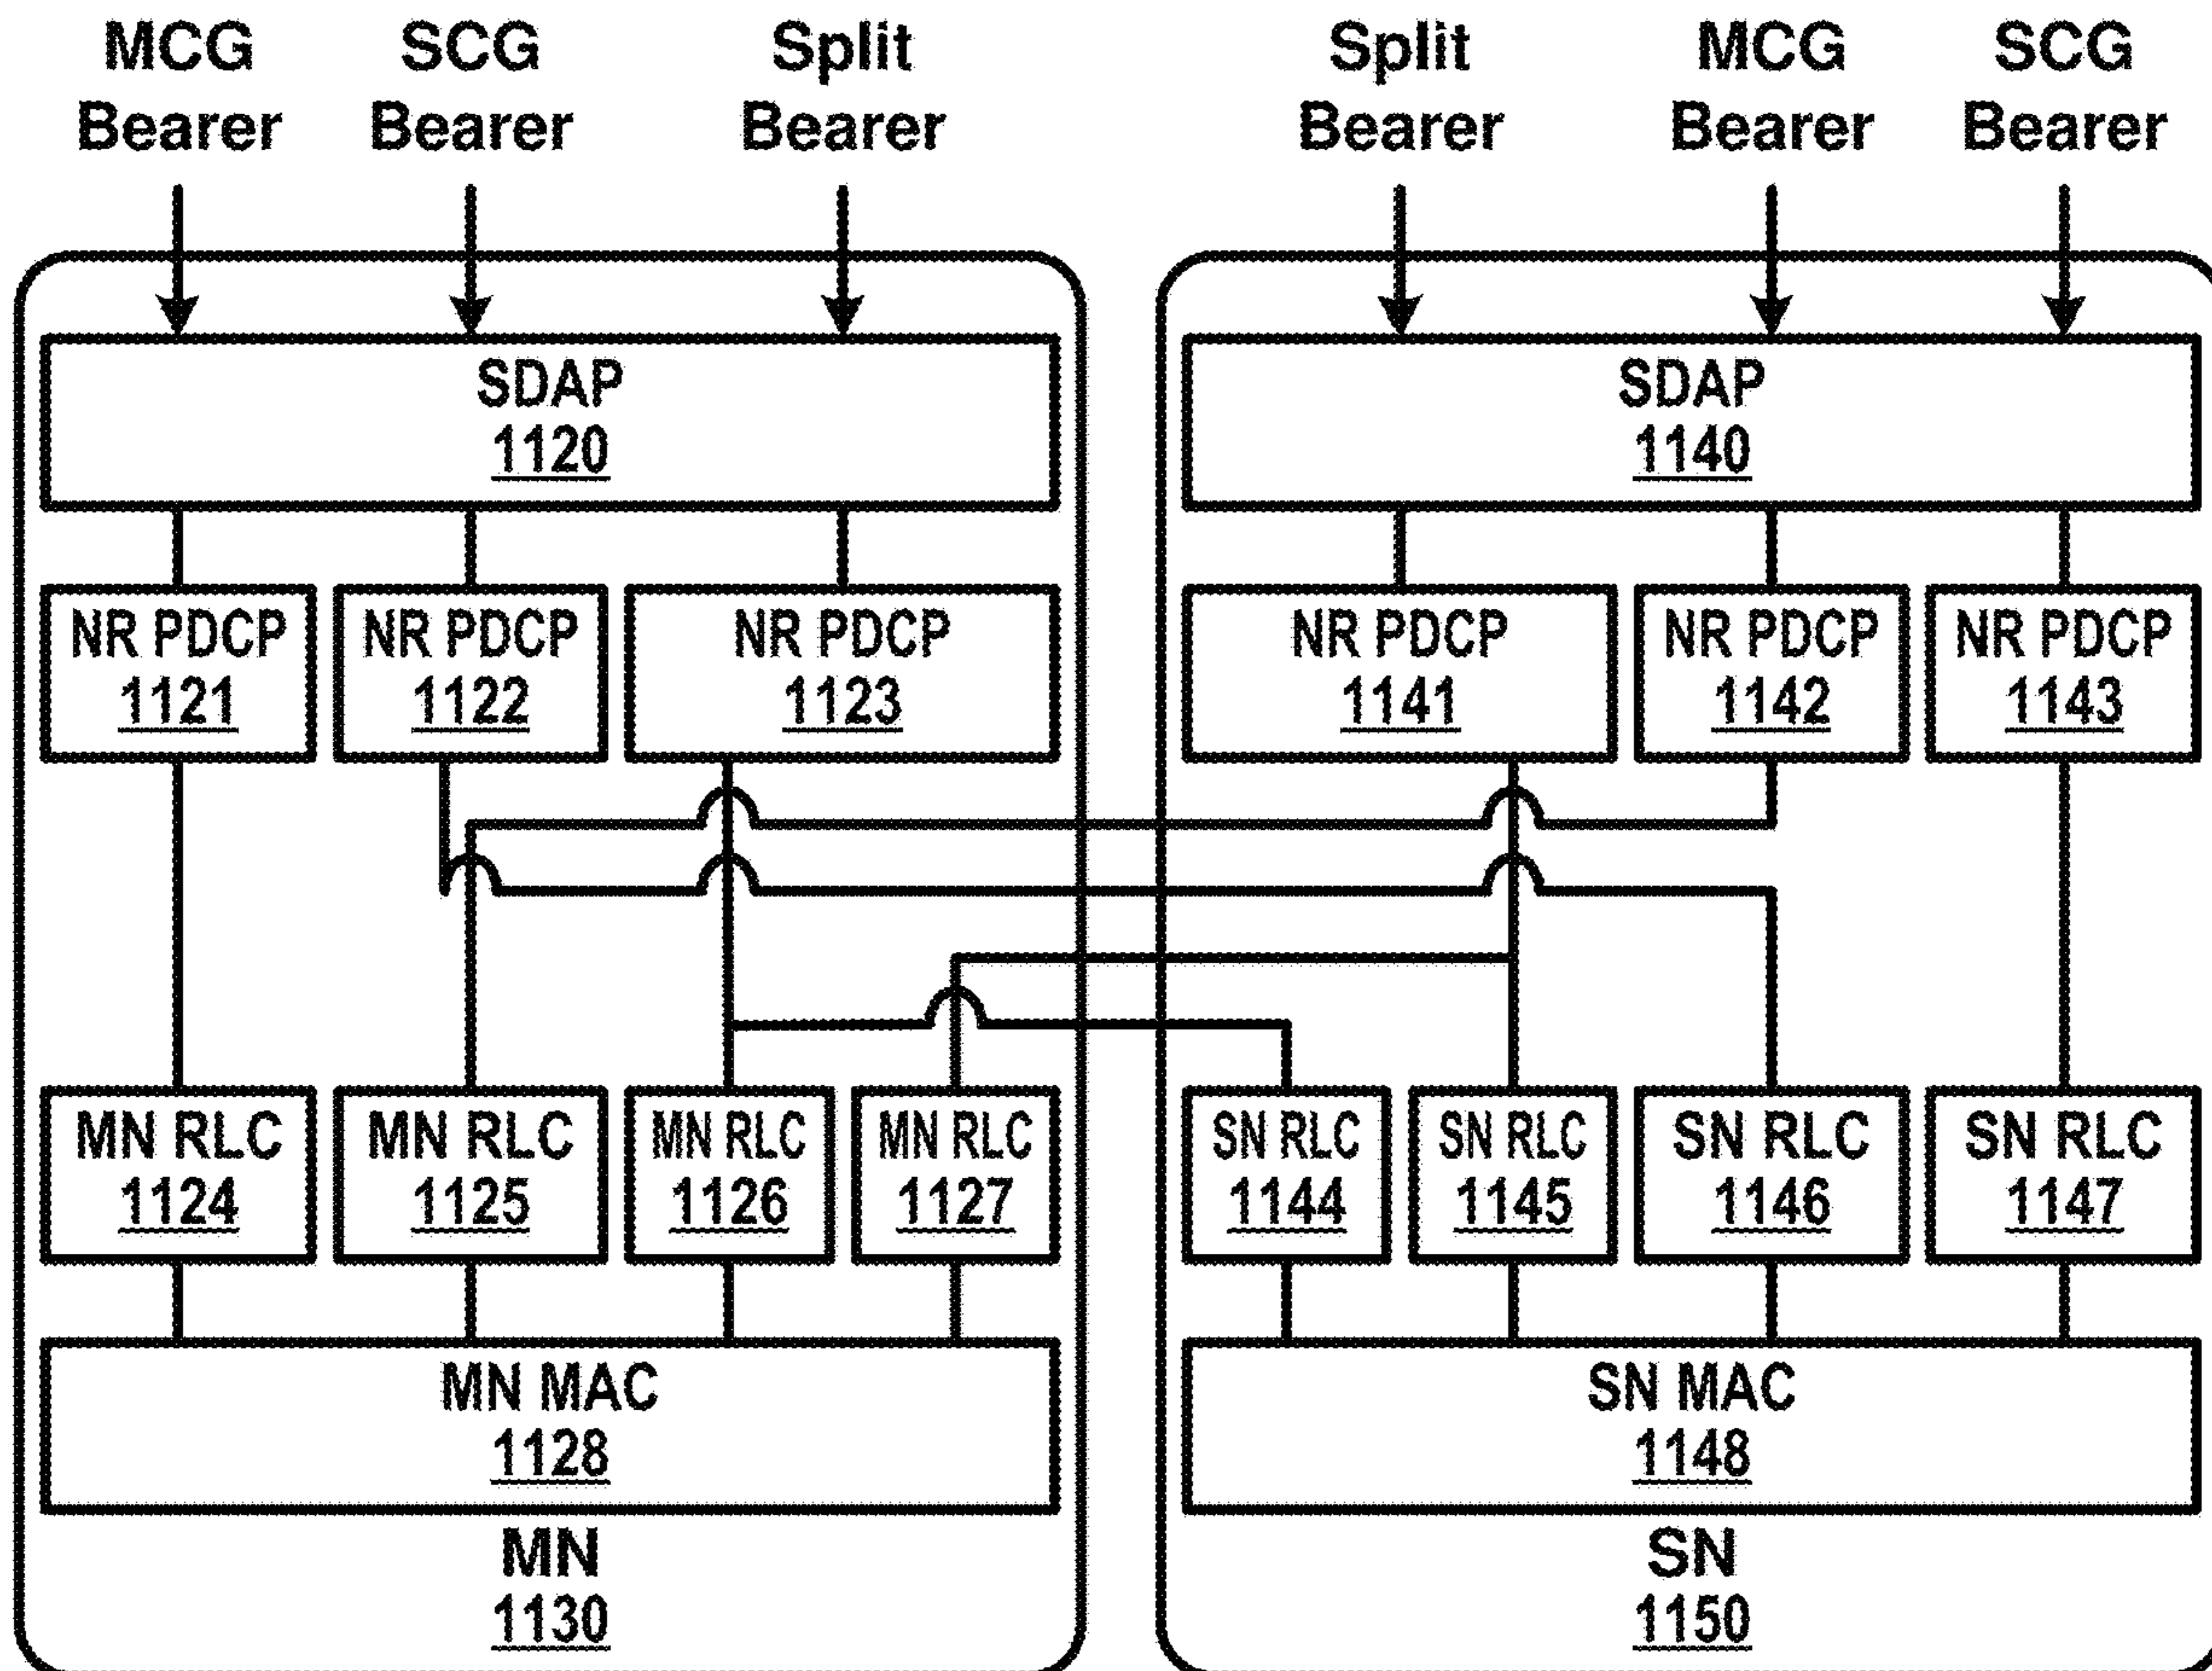 MCG SCG Split Split MCG SCG
Bearer Bearer Bearer Bearer Bearer Bearer
SDAP SDAP
1120 1140
NR PDCP NR PDCP NR PDCP NR PDCP NR PDCP NR PDCP
1121 1122 1123 1141 1142 1143
MN RLC MN RLC MN RLC MN RLC SN RLC SN RLC SN RLC SN RLC
1124 1125 1126 1127 1144 1145 1146 1147
MN MAC SN MAC
1128 1148
MN SN
1130 1150